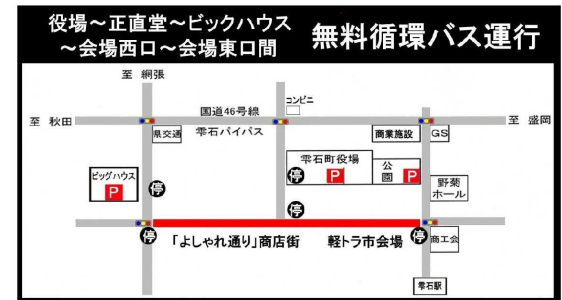 役場～正直堂～ビックハウス
～会場西口～会場東口間
無料循環バス運行
至 網張
コンビニ
国道46号線
至 秋田
至 盛岡
県交通
雫石バイパス
商業施設
GS
雫石町役場
公園
P
P
停
ビッグハウス
P
停
野菊
ホール
停
停
「よしゃれ通り」商店街
軽トラ市会場
停
商工会
雫石駅